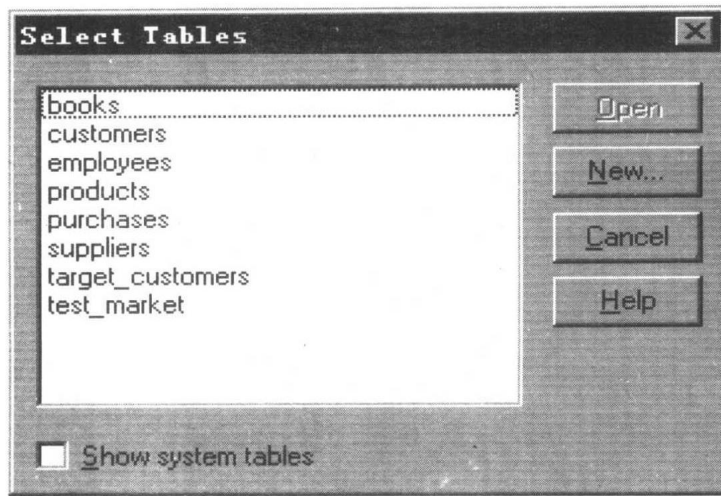 Select Tables
books
customers
employees
products
purchases
suppliers
target_customers
test_market
Open
New...
Cancel
Help
Show system tables